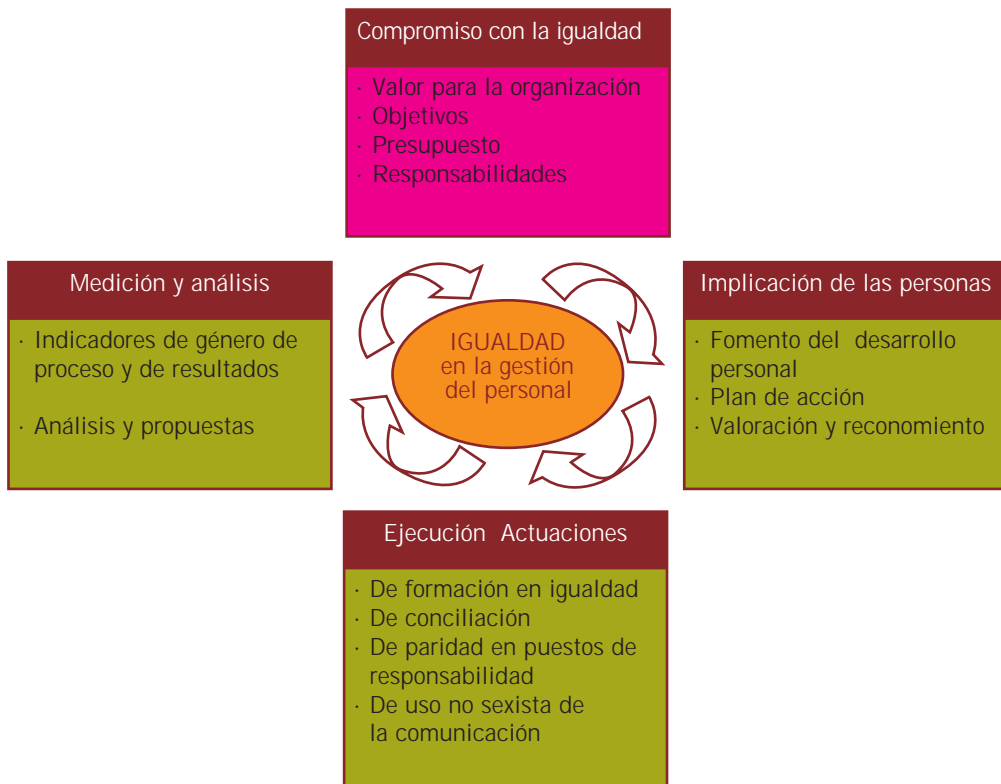 Compromiso con la igualdad
· Valor para la organización
· Objetivos
· Presupuesto
· Responsabilidades
Medición y análisis
· Indicadores de género de
proceso y de resultados
· Análisis y propuestas
IGUALDAD
en la gestión
del personal
Implicación de las personas
· Fomento del desarrollo
personal
· Plan de acción
· Valoración y reconomiento
Ejecución Actuaciones
· De formación en igualdad
· De conciliación
· De paridad en puestos de
responsabilidad
· De uso no sexista de
la comunicación